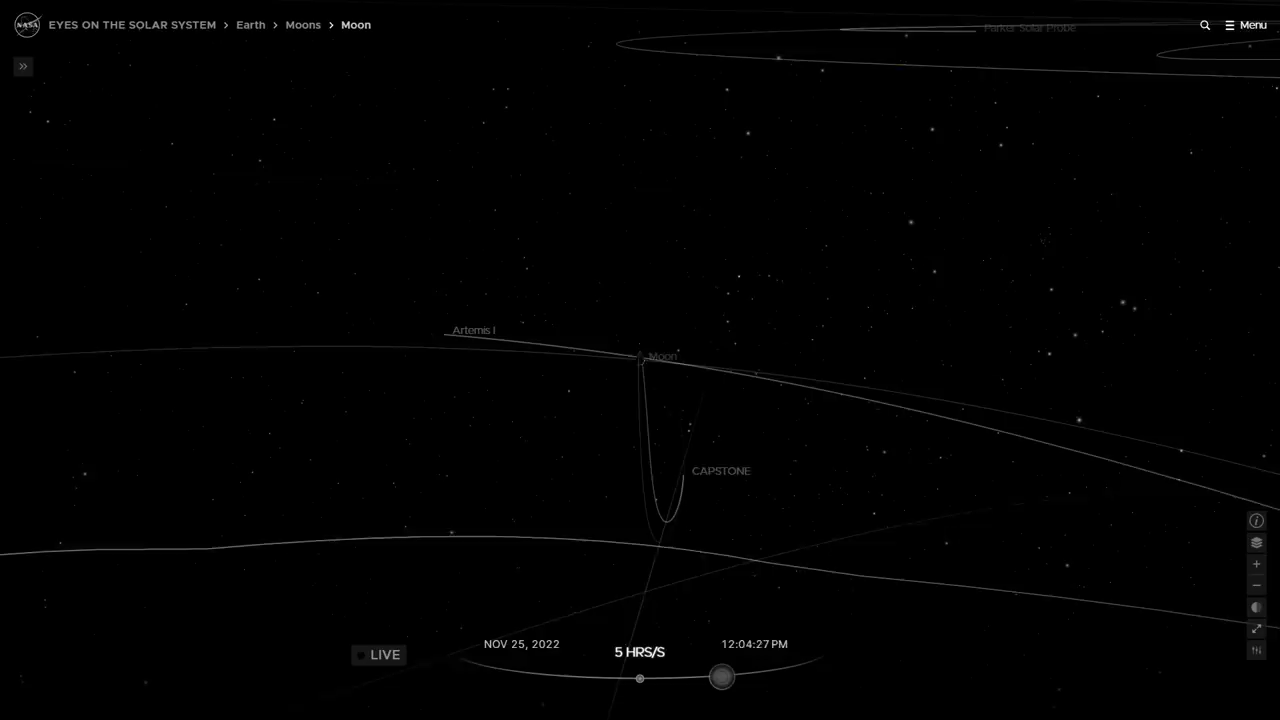 NASA EYES ON THE SOLAR SYSTEM > Earth > Moons > Moon
Menu
Parker Solar Probe
Artemis I
Moon
CAPSTONE
NOV 25, 2022
5 HRS/S
12:04:27 PM
LIVE